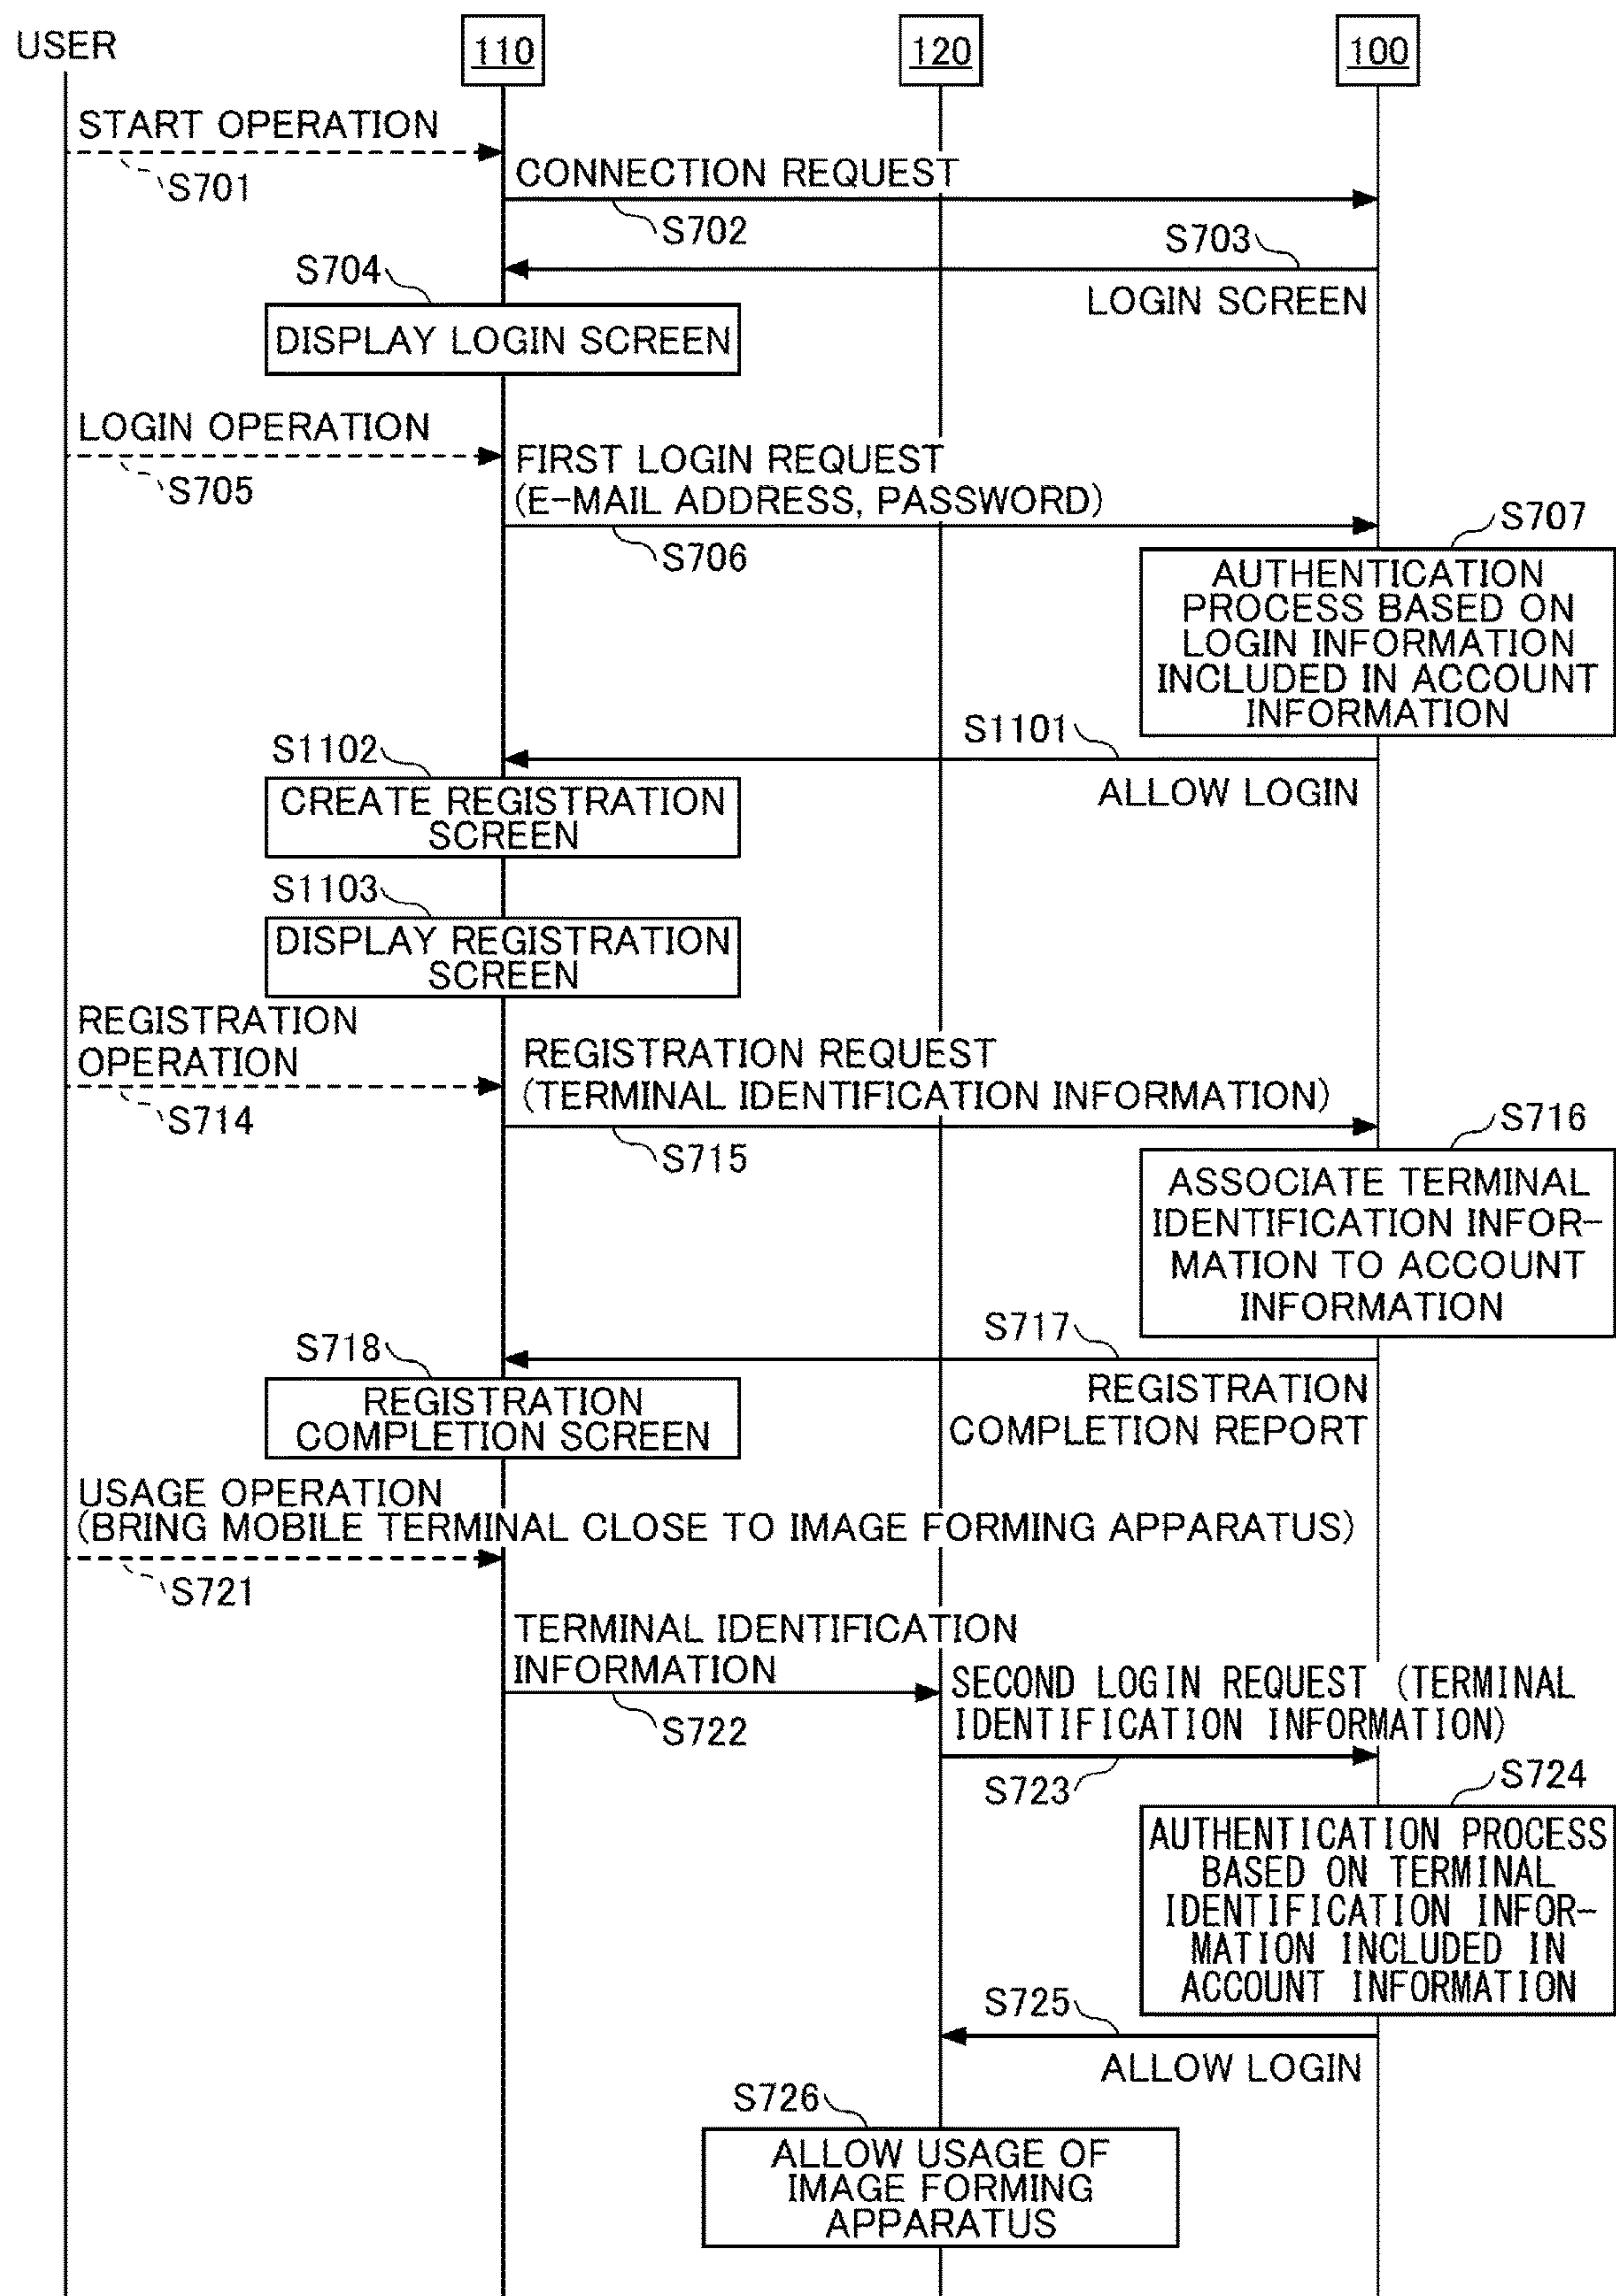 USER
110
120
100
START OPERATION
S701
CONNECTION REQUEST
S702
S703
LOGIN SCREEN
S704
DISPLAY LOGIN SCREEN
LOGIN OPERATION
S705
FIRST LOGIN REQUEST
(E-MAIL ADDRESS, PASSWORD)
S706
S707
AUTHENTICATION
PROCESS BASED ON
LOGIN INFORMATION
INCLUDED IN ACCOUNT
INFORMATION
S1101
ALLOW LOGIN
S1102
CREATE REGISTRATION
SCREEN
S1103
DISPLAY REGISTRATION
SCREEN
REGISTRATION
OPERATION
S714
REGISTRATION REQUEST
(TERMINAL IDENTIFICATION INFORMATION)
S715
S716
ASSOCIATE TERMINAL
IDENTIFICATION INFOR-
MATION TO ACCOUNT
INFORMATION
S717
REGISTRATION
COMPLETION REPORT
S718
REGISTRATION
COMPLETION SCREEN
USAGE OPERATION
(BRING MOBILE TERMINAL CLOSE TO IMAGE FORMING APPARATUS)
S721
TERMINAL IDENTIFICATION
INFORMATION
S722
SECOND LOGIN REQUEST (TERMINAL
IDENTIFICATION INFORMATION)
S723
S724
AUTHENTICATION PROCESS
BASED ON TERMINAL
IDENTIFICATION INFOR-
MATION INCLUDED IN
ACCOUNT INFORMATION
S725
ALLOW LOGIN
S726
ALLOW USAGE OF
IMAGE FORMING
APPARATUS